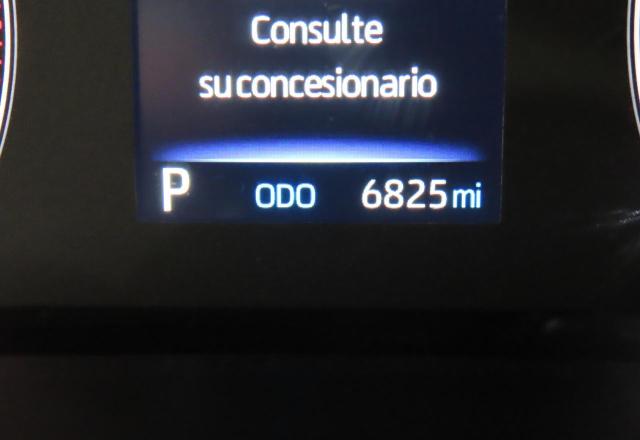 Consulte
su concesionario
P ODO 6825 mi